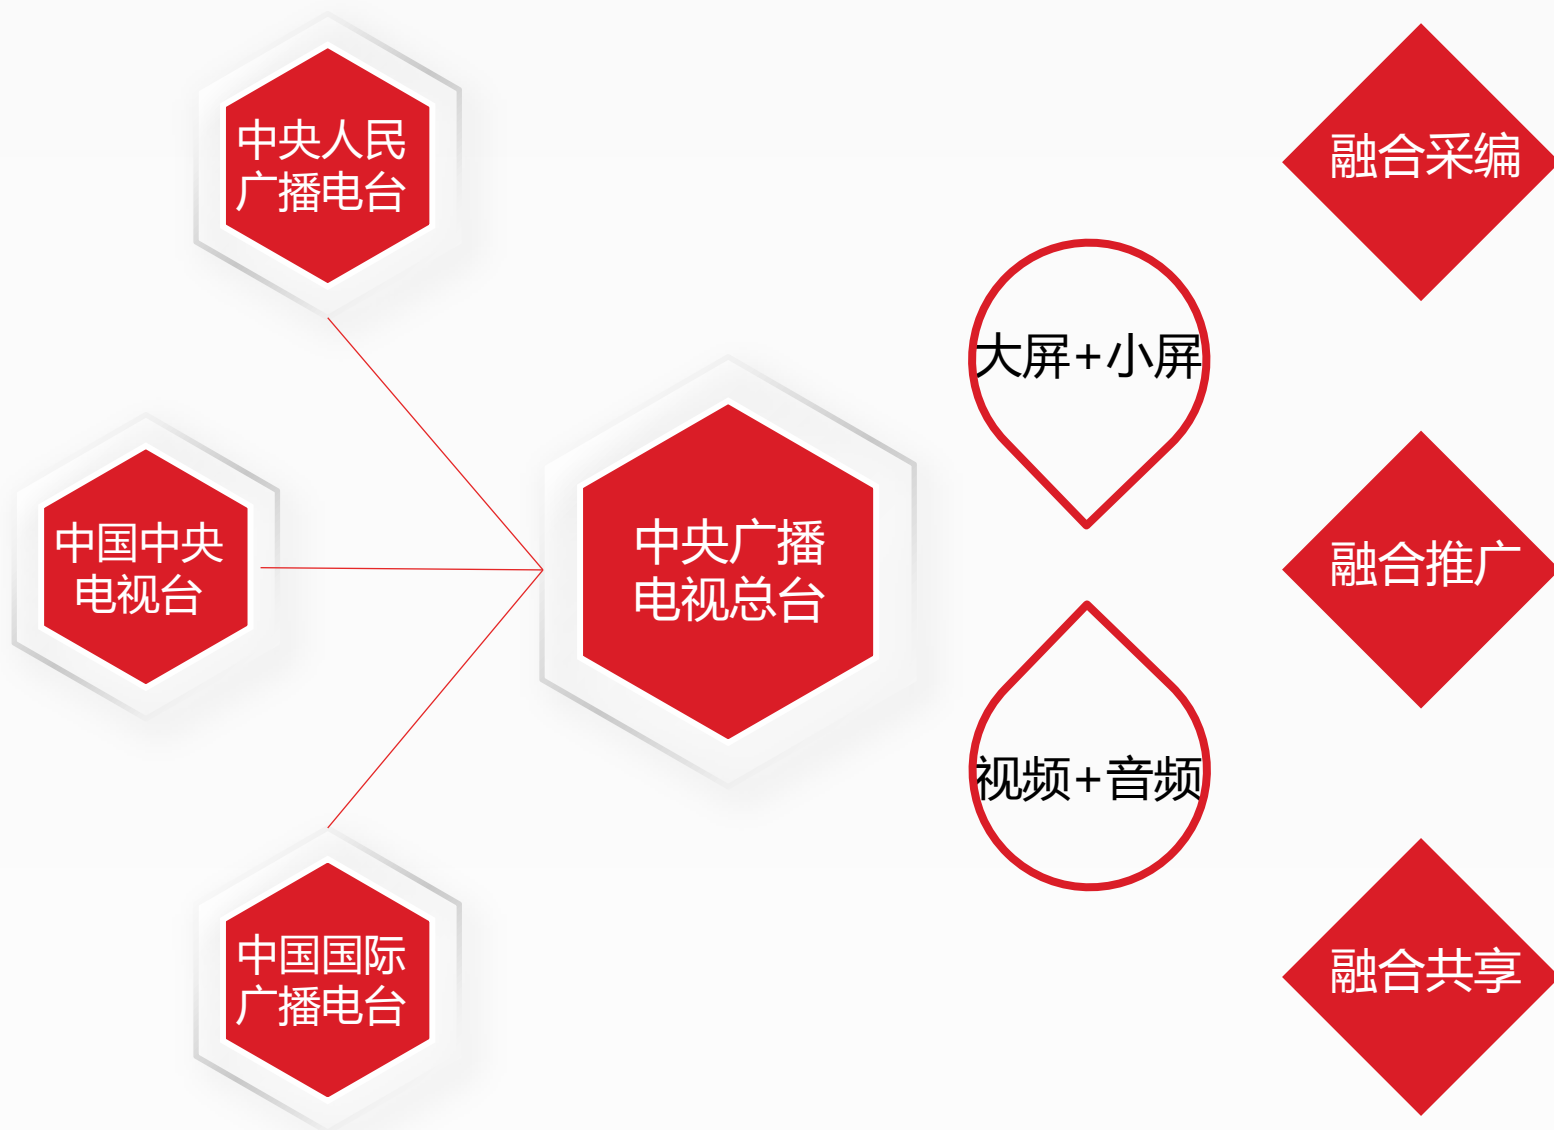 中央人民
广播电台
中国中央
电视台
中国国际
广播电台
中央广播
电视总台
大屏+小屏
视频+音频
融合采编
融合推广
融合共享